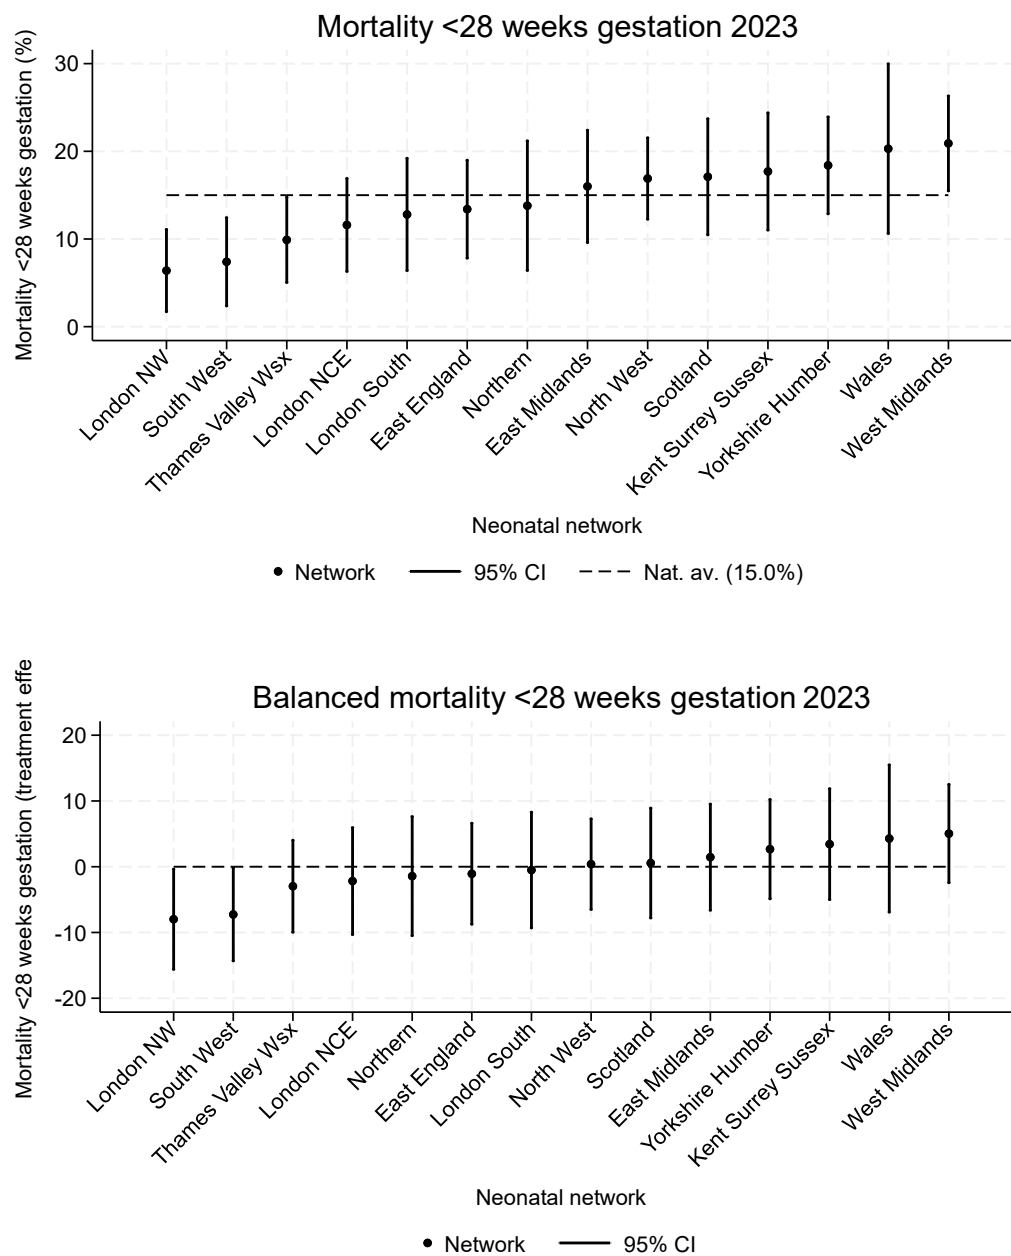 Mortality <28 weeks gestation 2023
Mortality <28 weeks gestation (%)
30
20
10
0
London NW
South West
Thames Valley Wsx
London NCE
London South
East England
Northern
East Midlands
North West
Scotland
Kent Surrey Sussex
Yorkshire Humber
Wales
West Midlands
Neonatal network
Network 95% CI Nat. av. (15.0%)
Balanced mortality <28 weeks gestation 2023
Mortality <28 weeks gestation (treatment effe
20
10
0
-10
-20
London NW
South West
Thames Valley Wsx
London NCE
Northern
East England
London South
North West
Scotland
East Midlands
Yorkshire Humber
Kent Surrey Sussex
Wales
West Midlands
Neonatal network
Network 95% CI